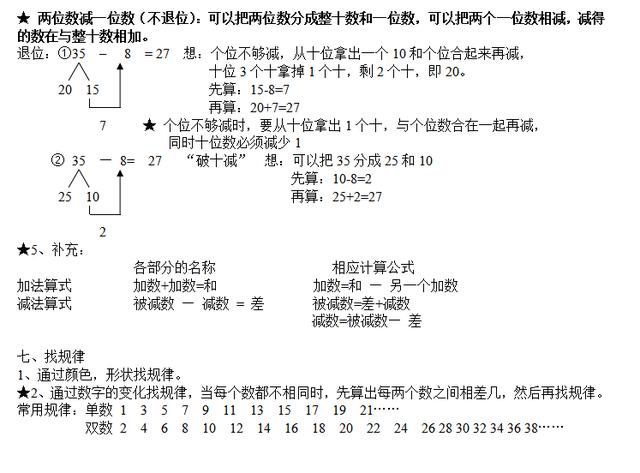 ★ 两位数减一位数（不退位）：可以把两位数分成整十数和一位数，可以把两个一位数相减，减得
的数在与整十数相加。
退位：①35 － 8 ＝27 想：个位不够减，从十位拿出一个 10 和个位合起来再减，
十位 3 个十拿掉 1 个十，剩 2 个十，即 20。
20 15 先算：15-8=7
再算：20+7=27
7 ★ 个位不够减时，要从十位拿出 1 个十，与个位数合在一起再减，
同时十位数必须减少 1
② 35 － 8= 27 “破十减” 想：可以把 35 分成 25 和 10
先算：10-8=2
25 10 再算：25+2=27
2
★5、补充：
各部分的名称 相应计算公式
加法算式 加数+加数=和 加数=和 － 另一个加数
减法算式 被减数 － 减数 = 差 被减数=差+减数
减数=被减数－ 差
七、找规律
1、通过颜色，形状找规律。
★2、通过数字的变化找规律，当每个数都不相同时，先算出每两个数之间相差几，然后再找规律。
常用规律：单数 1 3 5 7 9 11 13 15 17 19 21……
双数 2 4 6 8 10 12 14 16 18 20 22 24 26 28 30 32 34 36 38……